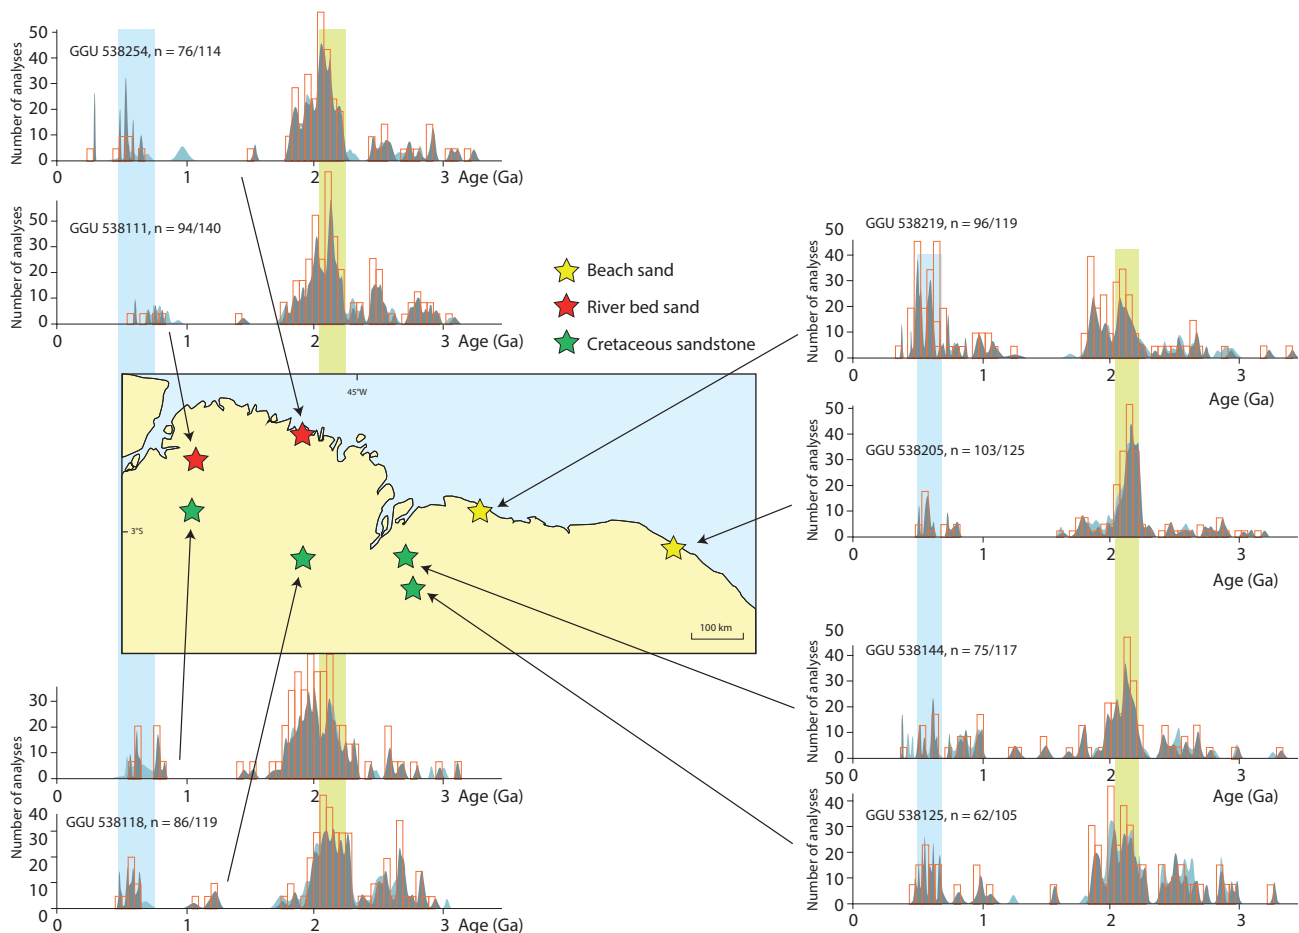 Number of analyses
50
40
30
20
10
0
GGU 538254, n = 76/114
0
1
2
3
Age (Ga)
Number of analyses
50
30
20
10
0
GGU 538111, n = 94/140
0
1
2
3
Age (Ga)
Beach sand
River bed sand
Cretaceous sandstone
45°W
3°S
100 km
30
20
10
0
0
1
2
3
Age (Ga)
Number of analyses
40
30
20
10
0
GGU 538118, n = 86/119
0
1
2
3
Age (Ga)
Number of analyses
50
40
30
20
10
0
GGU 538219, n = 96/119
0
1
2
3
Age (Ga)
Number of analyses
50
40
30
20
10
0
GGU 538205, n = 103/125
0
1
2
3
Age (Ga)
Number of analyses
50
40
30
20
10
0
GGU 538144, n = 75/117
0
1
2
3
Age (Ga)
Number of analyses
50
40
30
20
10
0
GGU 538125, n = 62/105
0
1
2
3